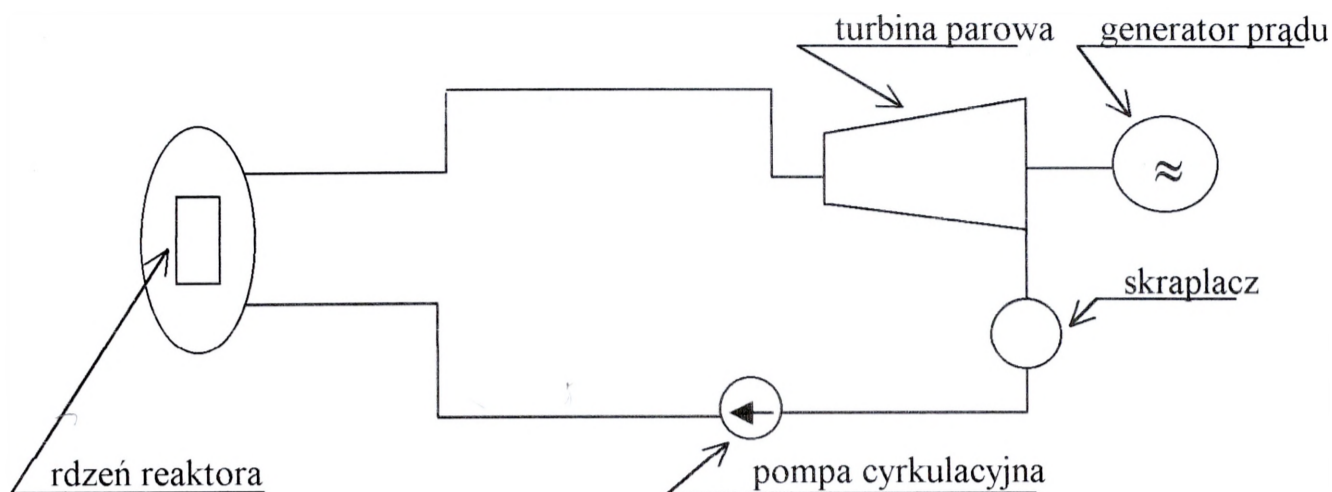 turbina parowa
generator prądu
skraplacz
rdzeń reaktora
pompa cyrkulacyjna